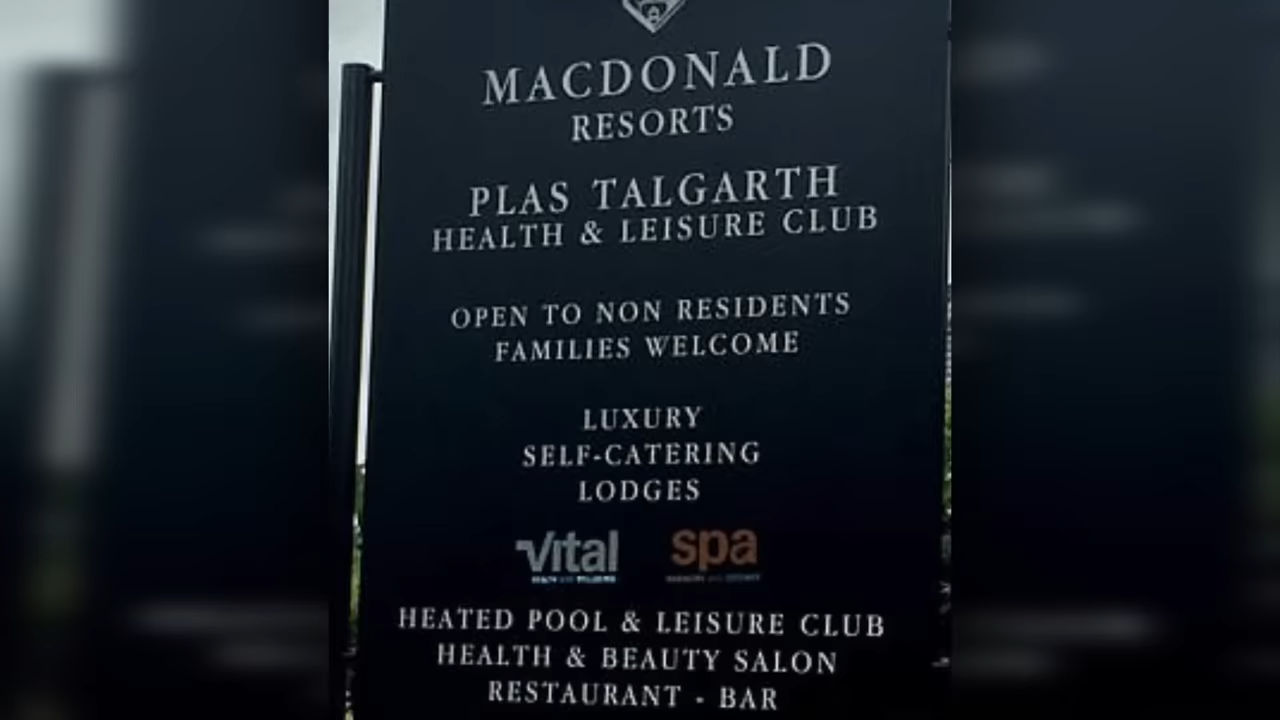 MACDONALD
RESORTS
PLAS TALGARTH
HEALTH & LEISURE CLUB
OPEN TO NON RESIDENTS
FAMILIES WELCOME
LUXURY
SELF-CATERING
LODGES
Vital spa
HEATED POOL & LEISURE CLUB
HEALTH & BEAUTY SALON
RESTAURANT - BAR